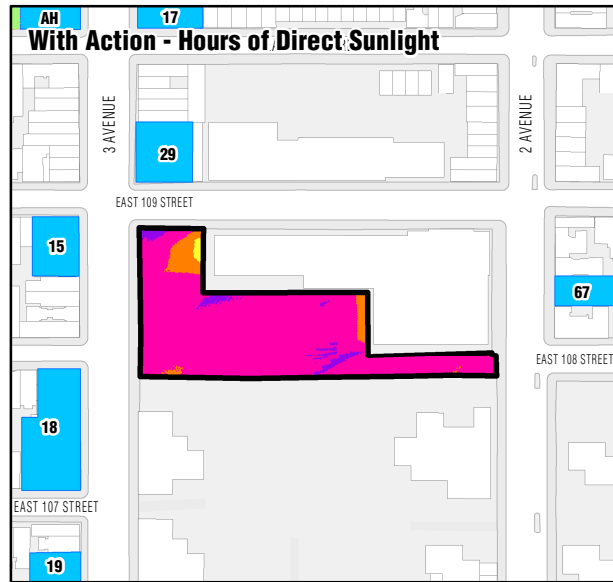 AH
17
With Action - Hours of Direct Sunlight
3 AVENUE
2 AVENUE
29
EAST 109 STREET
15
67
EAST 108 STREET
18
EAST 107 STREET
19